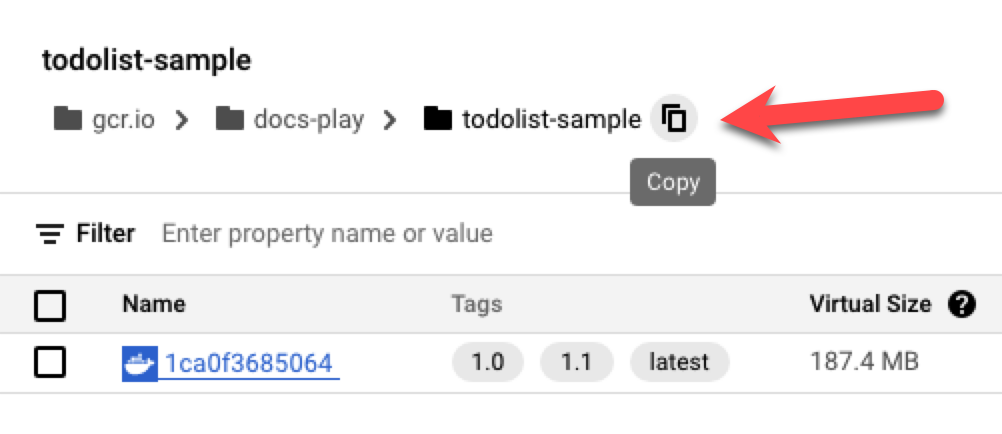 todolist-sample
gcr.io > docs-play > todolist-sample
Copy
Filter Enter property name or value
Name Tags Virtual Size ?
1ca0f3685064 1.0 1.1 latest 187.4 MB